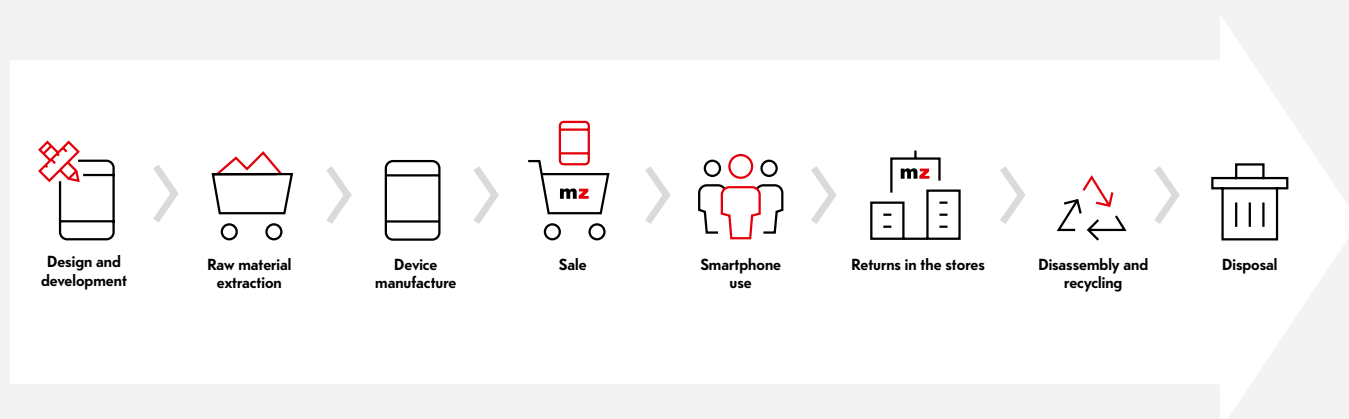 mz
mz
Design and
development
Raw material
extraction
Device
manufacture
Sale
Smartphone
use
Returns in the stores
Disassembly and
recycling
Disposal